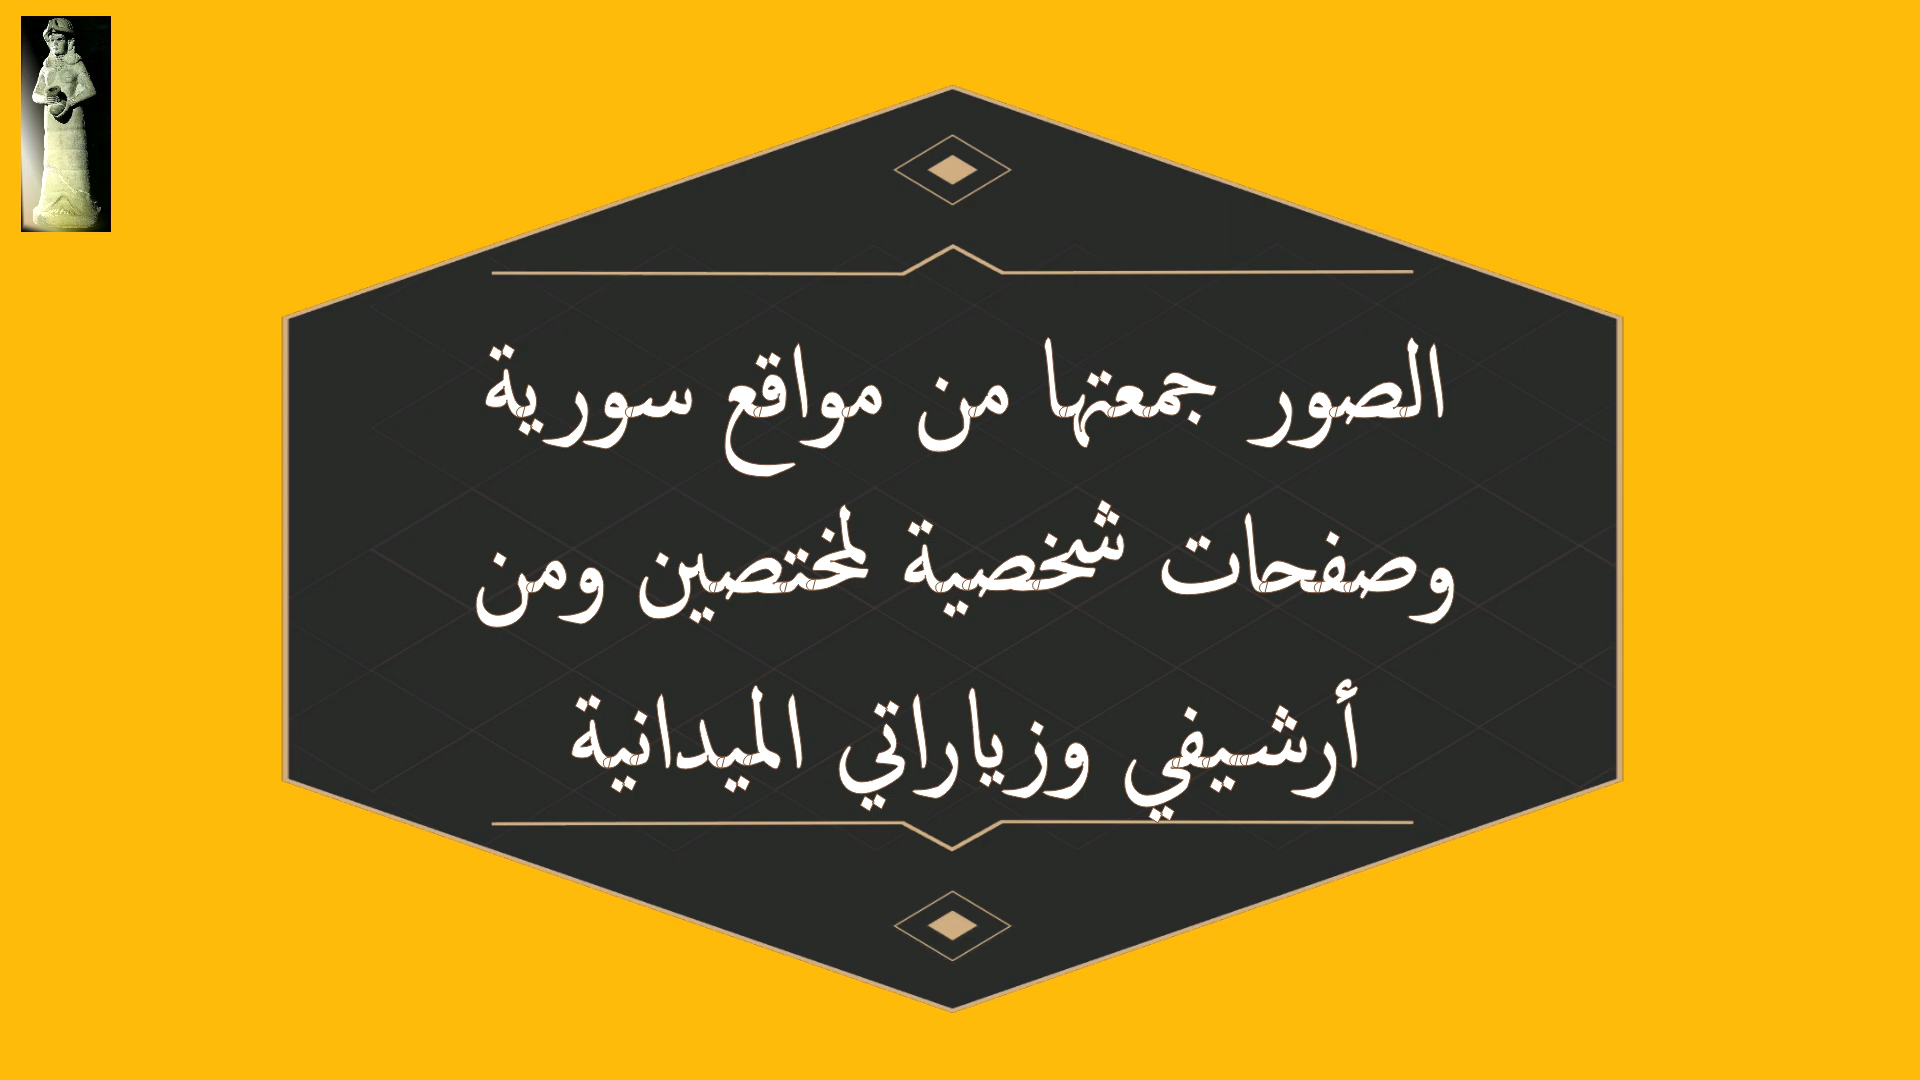 الصور جمعتها من مواقع سورية
وصفحات شخصية لمختصين ومن
أرشيفي وزياراتي الميدانية